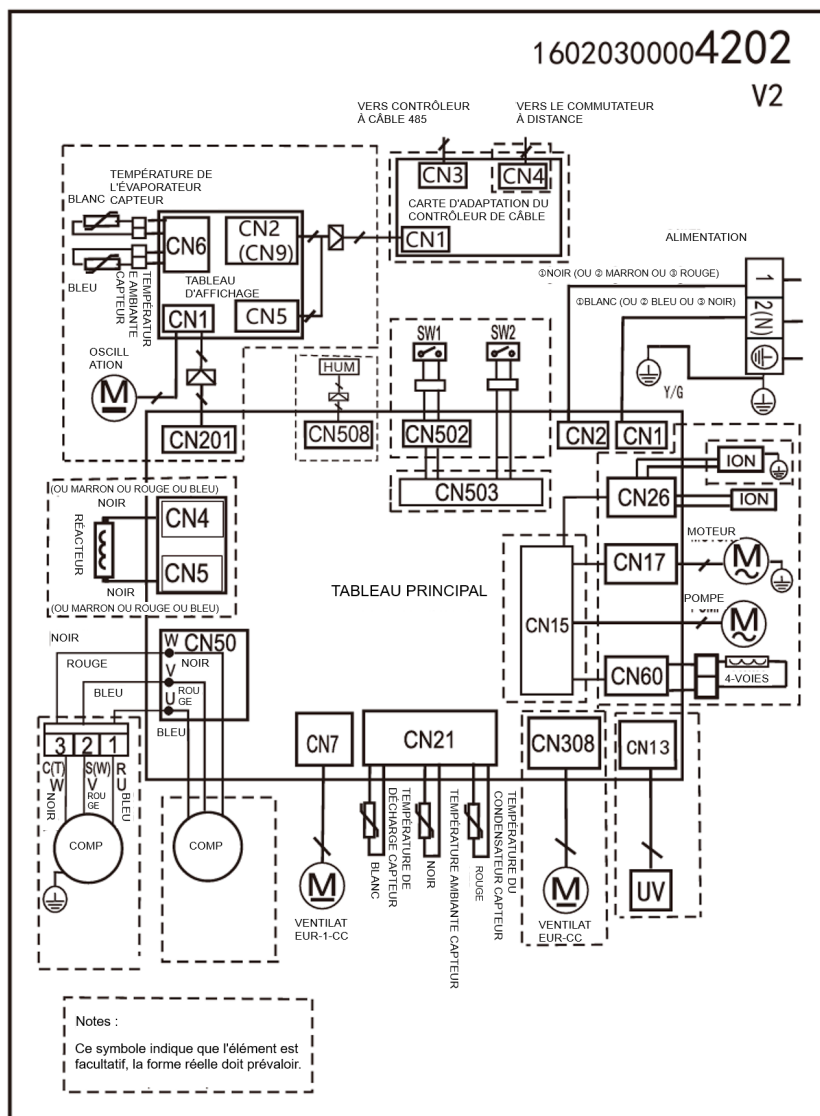 16020300004202
V2
VERS CONTRÔLEUR
À CÂBLE 485
VERS LE COMMUTATEUR
À DISTANCE
CN3
CN4
CARTE D'ADAPTATION DU
CONTRÔLEUR DE CÂBLE
CN1
TEMPÉRATURE DE
L'ÉVAPORATEUR
CAPTEUR
BLANC
BLEU
TEMPÉRATUR
E AMBIANTE
CAPTEUR
CN6
CN2
(CN9)
TABLEAU
D'AFFICHAGE
CN1
CN5
OSCILL
ATION
M
CN201
HUM
CN508
SW1
SW2
CN502
CN503
ALIMENTATION
①NOIR (OU ② MARRON OU ③ ROUGE)
①BLANC (OU ② BLEU OU ③ NOIR)
1
2(N)
Y/G
CN2
CN1
ION
CN26
ION
CN17
MOTEUR
M
CN15
POMPE
M
CN60
4-VOIES
(OU MARRON OU ROUGE OU BLEU)
NOIR
CN4
RÉACTEUR
CN5
NOIR
(OU MARRON OU ROUGE OU BLEU)
TABLEAU PRINCIPAL
NOIR
W
CN50
ROUGE
NOIR
V
BLEU
ROU
GE
U
BLEU
3 2 1
C(T) S(W) R
W V U
NOIR
ROU
GE
BLEU
COMP
COMP
CN7
M
VENTILAT
EUR-1-CC
CN21
BLANC
TEMPÉRATURE DE
DÉCHARGE CAPTEUR
NOIR
TEMPÉRATURE AMBIANTE CAPTEUR
ROUGE
TEMPÉRATURE DU
CONDENSATEUR CAPTEUR
CN308
M
VENTILAT
EUR-CC
CN13
UV
Notes :
Ce symbole indique que l'élément est
facultatif, la forme réelle doit prévaloir.